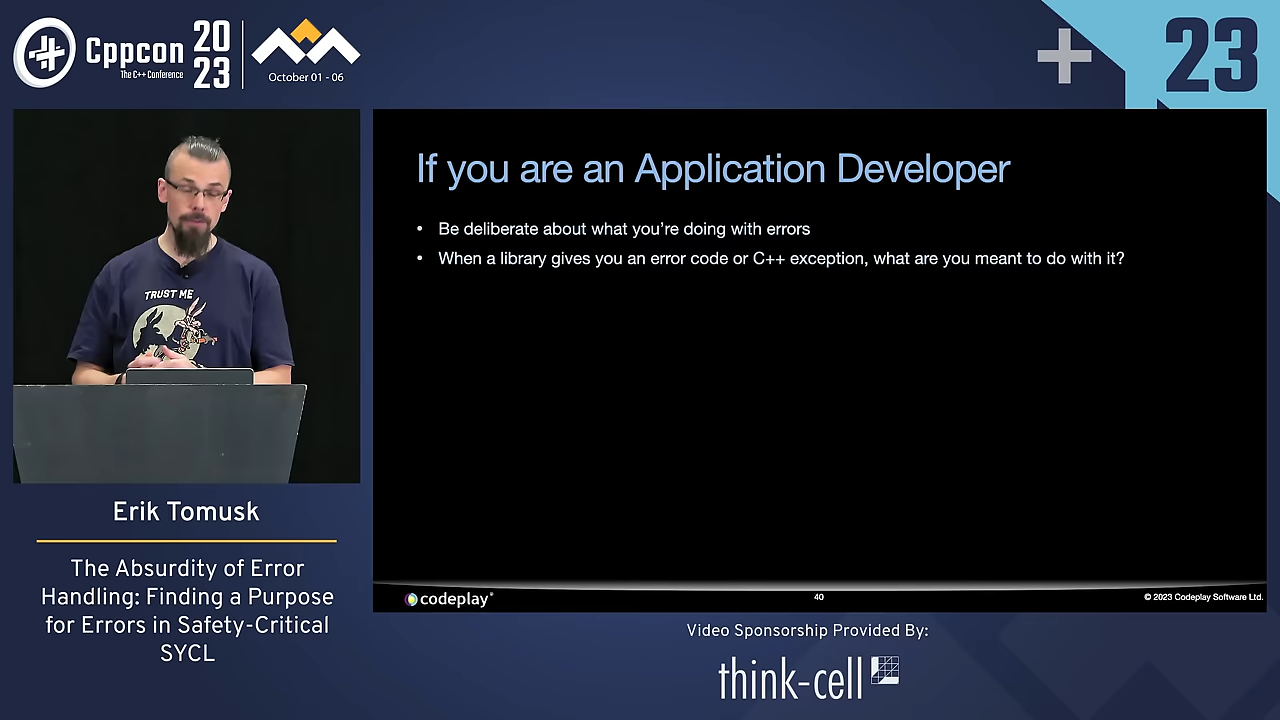 Cppcon
The C++ Conference
20
23
October 01 - 06
23
TRUST ME
If you are an Application Developer
• Be deliberate about what you're doing with errors
• When a library gives you an error code or C++ exception, what are you meant to do with it?
codeplay®
40
© 2023 Codeplay Software Ltd.
Erik Tomusk
The Absurdity of Error
Handling: Finding a Purpose
for Errors in Safety-Critical
SYCL
Video Sponsorship Provided By:
think-cell